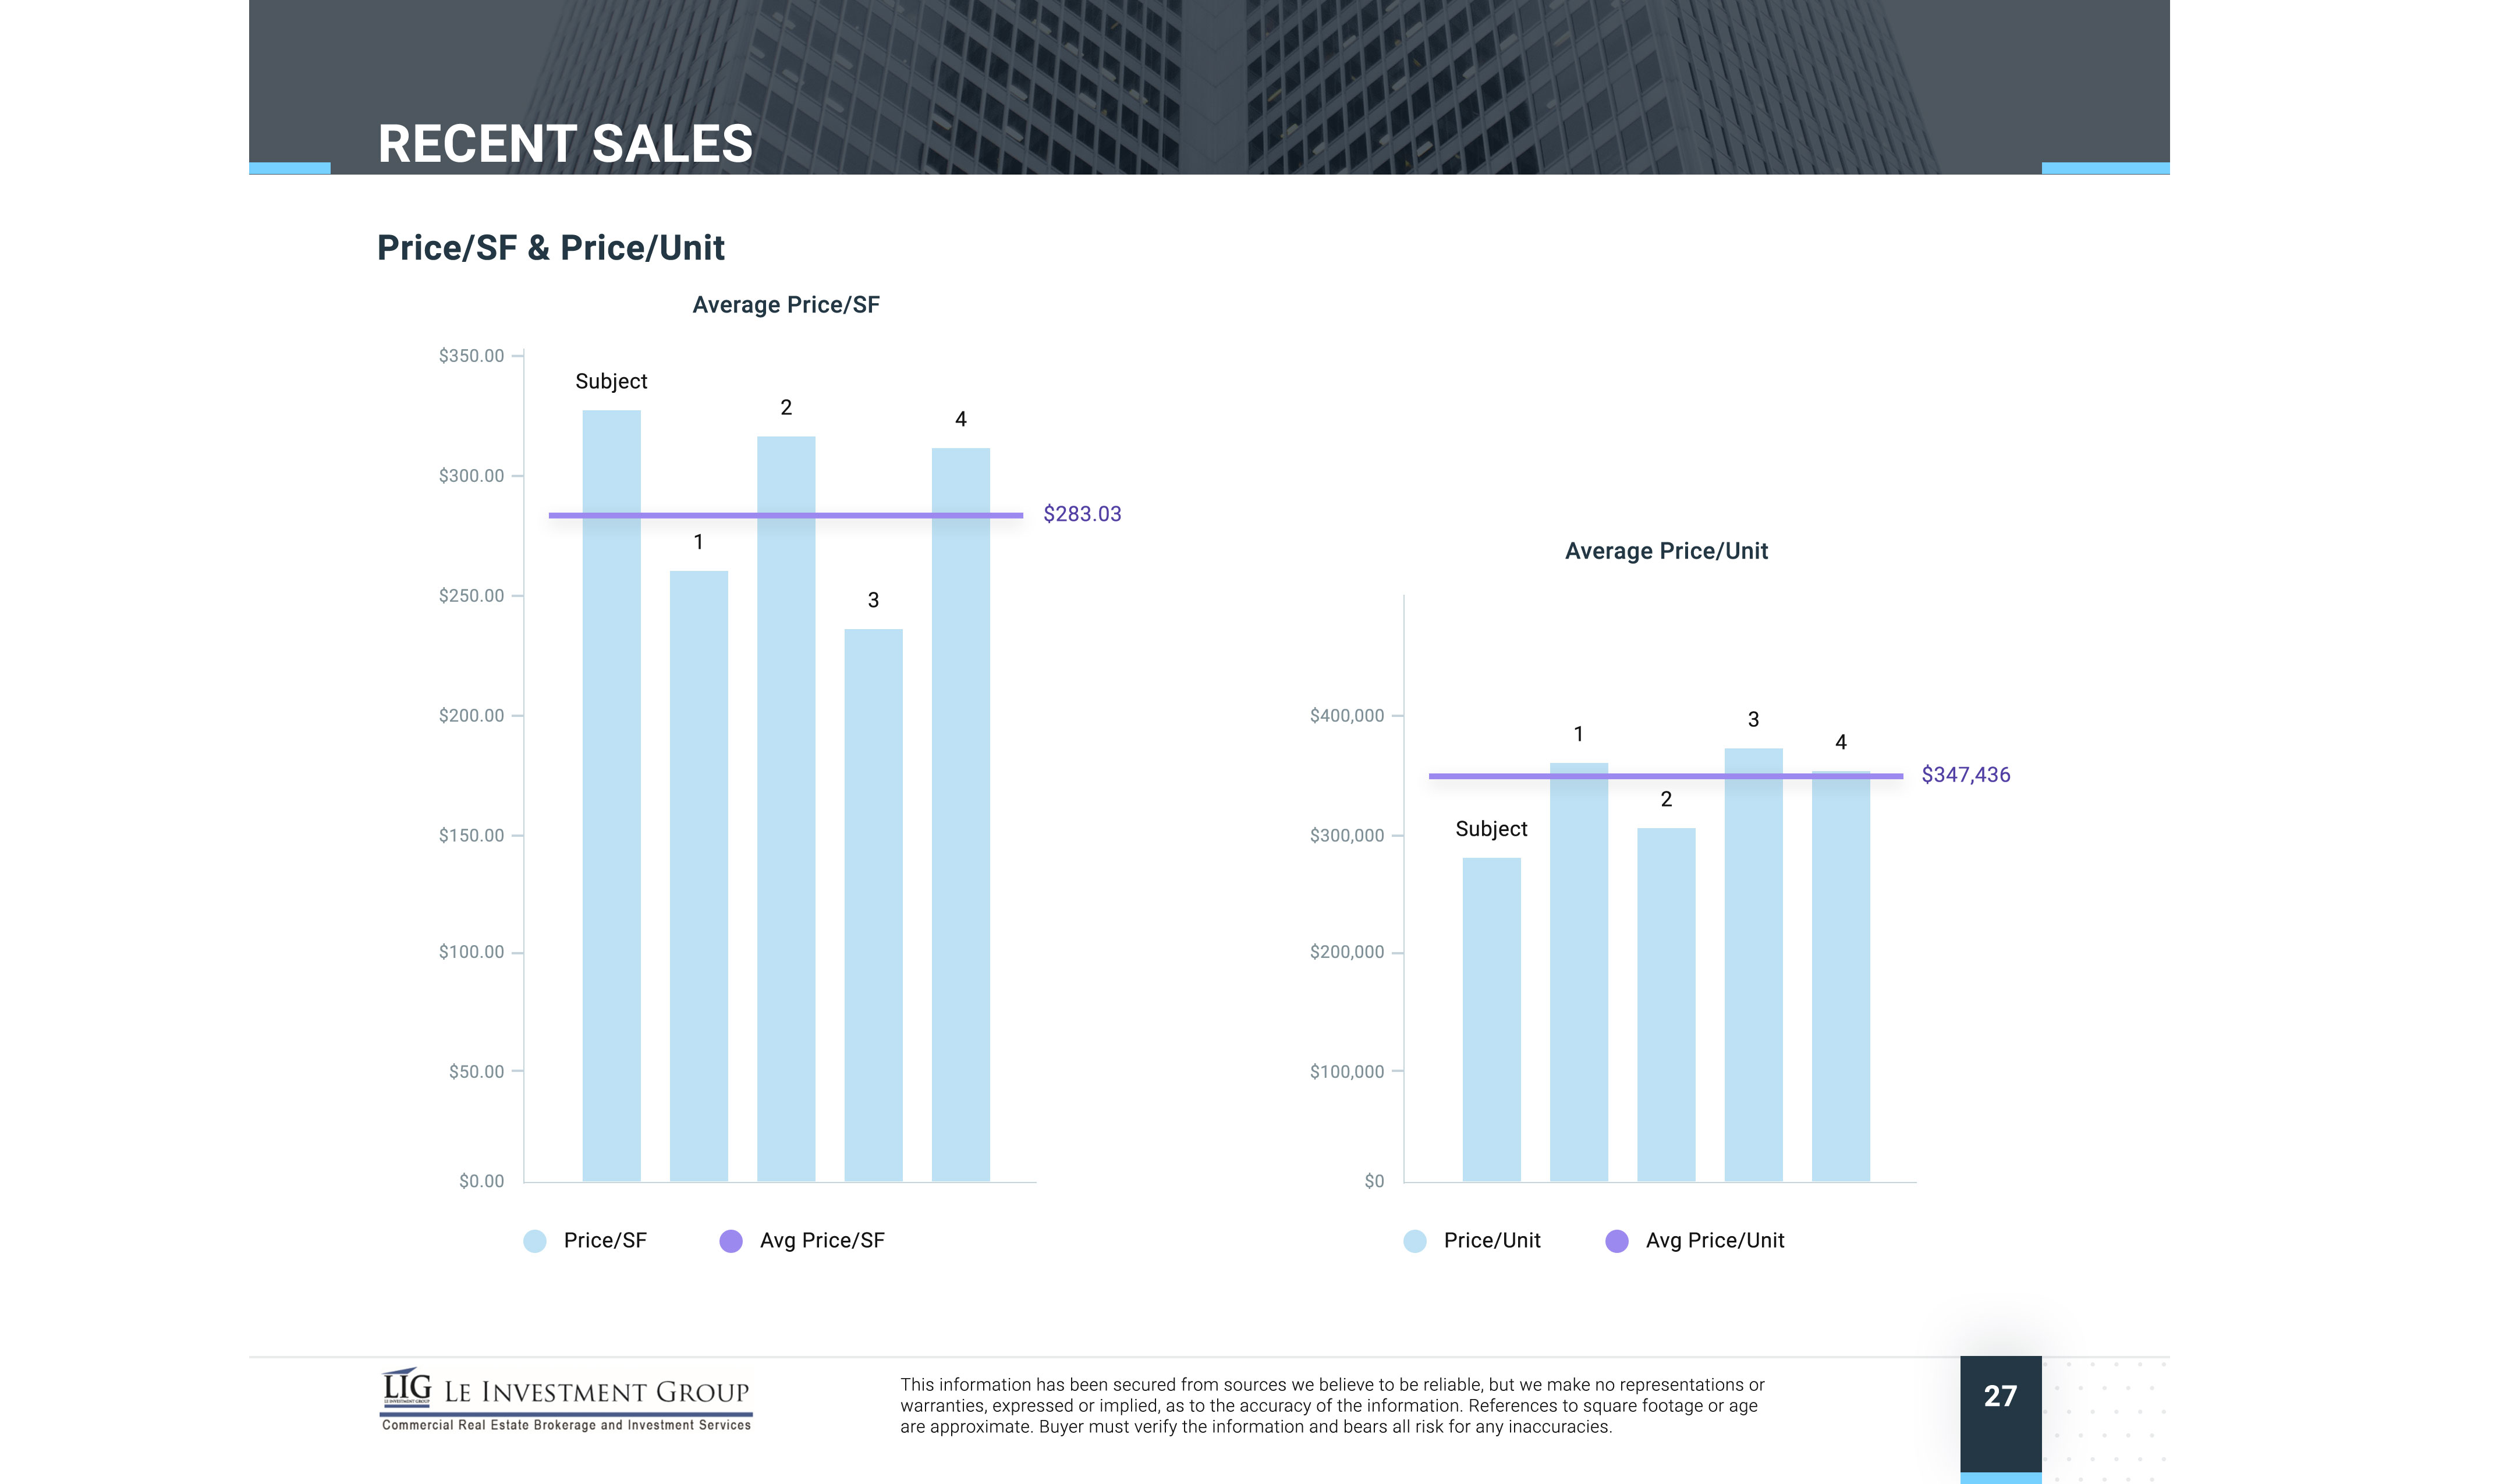 RECENT SALES
Price/SF & Price/Unit
Average Price/SF
$350.00
$300.00
$250.00
$200.00
$150.00
$100.00
$50.00
$0.00
Subject
1
2
3
4
$283.03
Price/SF
Avg Price/SF
Average Price/Unit
$400,000
$300,000
$200,000
$100,000
$0
Subject
1
2
3
4
$347,436
Price/Unit
Avg Price/Unit
LIG LE INVESTMENT GROUP
LE INVESTMENT GROUP
Commercial Real Estate Brokerage and Investment Services
This information has been secured from sources we believe to be reliable, but we make no representations or
warranties, expressed or implied, as to the accuracy of the information. References to square footage or age
are approximate. Buyer must verify the information and bears all risk for any inaccuracies.
27